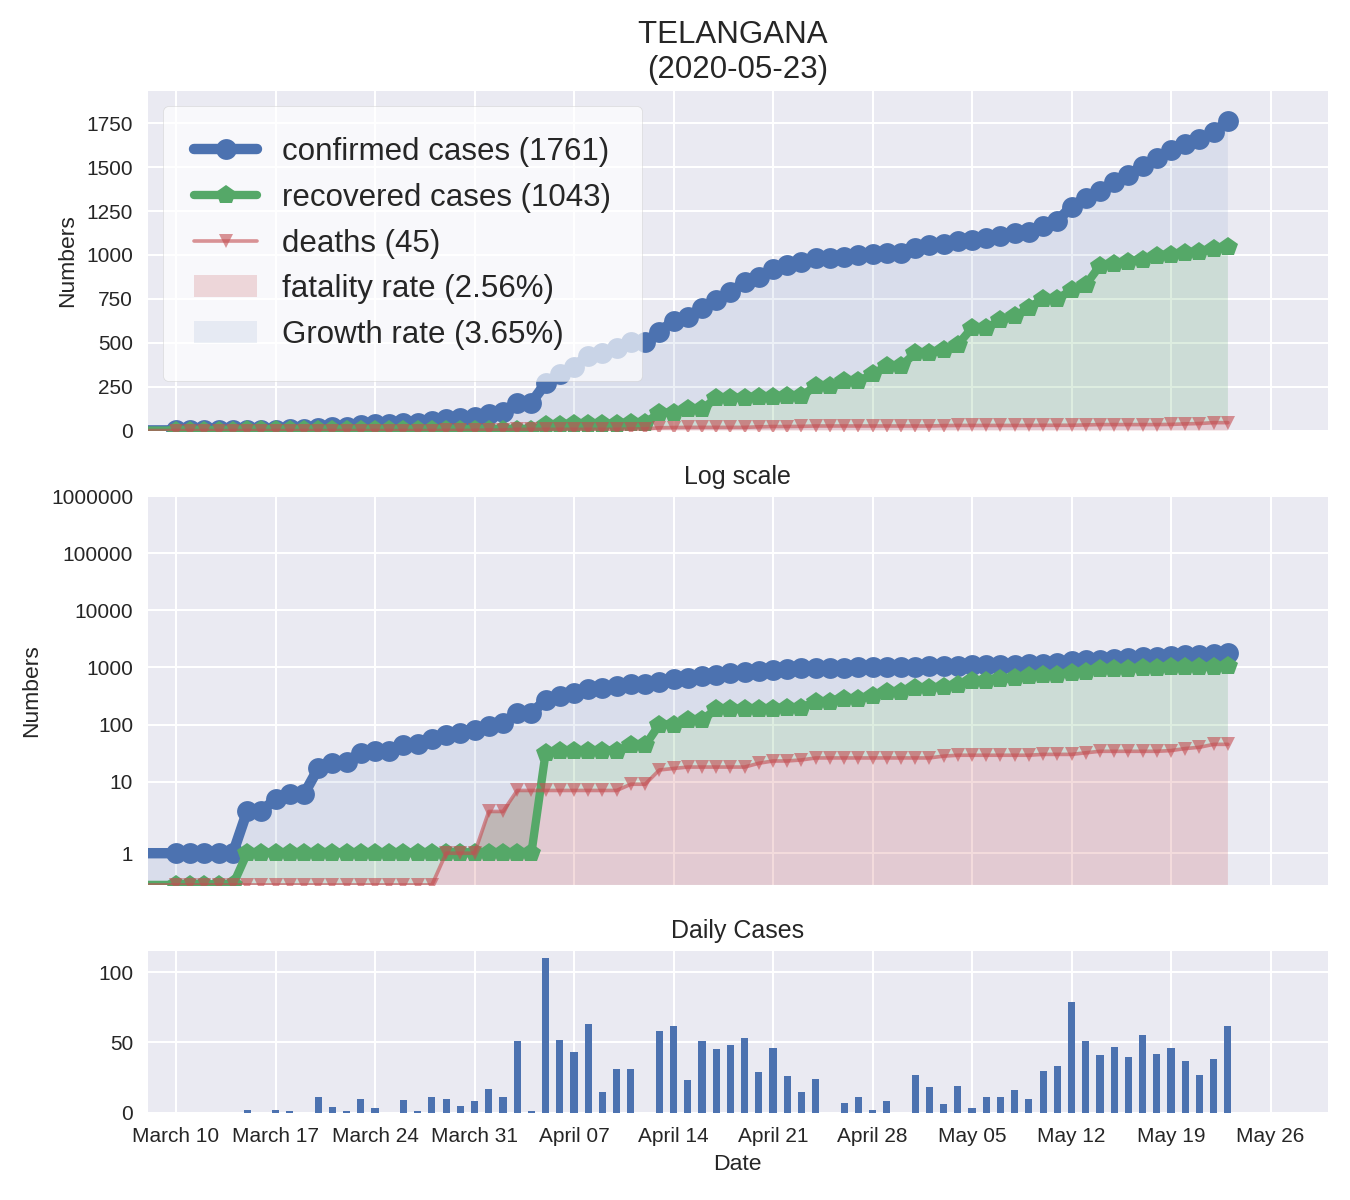 TELANGANA
(2020-05-23)
Numbers
1750
1500
1250
1000
750
500
250
0
confirmed cases (1761)
recovered cases (1043)
deaths (45)
fatality rate (2.56%)
Growth rate (3.65%)
Log scale
Numbers
1000000
100000
10000
1000
100
10
1
Daily Cases
100
50
0
March 10 March 17 March 24 March 31 April 07 April 14 April 21 April 28 May 05 May 12 May 19 May 26
Date